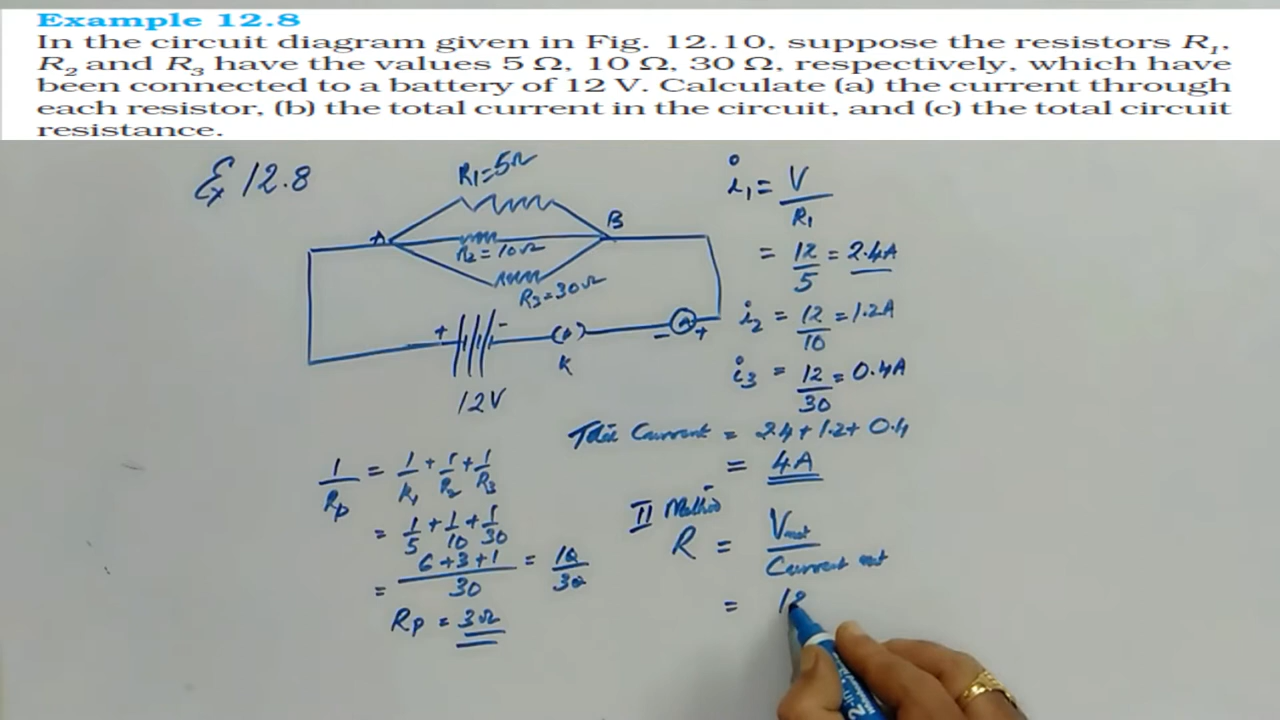 Example 12.8
In the circuit diagram given in Fig. 12.10, suppose the resistors R₁,
R₂ and R₃ have the values 5 Ω, 10 Ω, 30 Ω, respectively, which have
been connected to a battery of 12 V. Calculate (a) the current through
each resistor, (b) the total current in the circuit, and (c) the total circuit
resistance.
Ex 12.8
R₁=5Ω
A
B
R₂=10Ω
R₃=30Ω
+ -
- A +
K
12V
i₁ = V/R₁
= 12/5 = 2.4A
i₂ = 12/10 = 1.2A
i₃ = 12/30 = 0.4A
Current = 2.4 + 1.2 + 0.4
= 4A
1/Rp = 1/R₁ + 1/R₂ + 1/R₃
= 1/5 + 1/10 + 1/30
= 6+3+1/30 = 10/30
Rp = 3Ω
II Method
R = Vnet/Current net
= 12